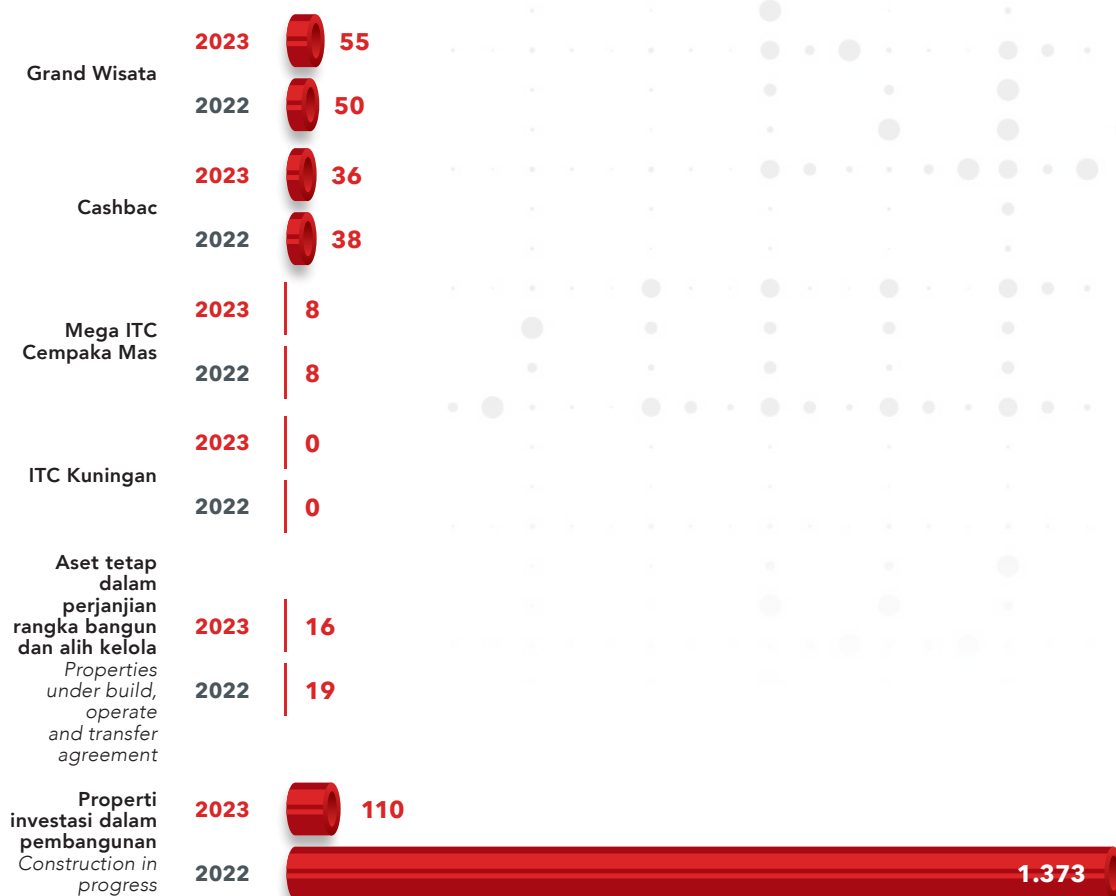 Grand Wisata
2023
55
2022
50
Cashbac
2023
36
2022
38
Mega ITC
Cempaka Mas
2023
8
2022
8
ITC Kuningan
2023
0
2022
0
Aset tetap
dalam
perjanjian
rangka bangun
dan alih kelola
Properties
under build,
operate
and transfer
agreement
2023
16
2022
19
Properti
investasi dalam
pembangunan
Construction in
progress
2023
110
2022
1.373